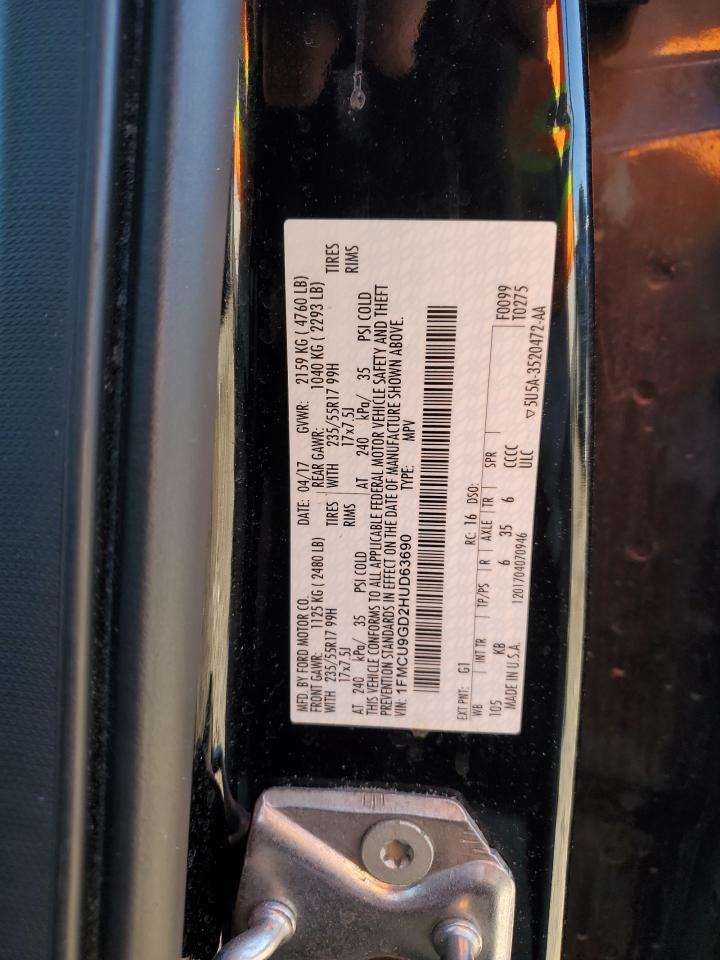 MFD. BY FORD MOTOR CO. DATE: 04/17 GVWR: 2159 KG ( 4760 LB)
FRONT GAWR: 1125 KG ( 2480 LB) REAR GAWR: 1040 KG ( 2293 LB)
WITH 235/55R17 99H TIRES WITH 235/55R17 99H TIRES
17x7.5J RIMS 17x7.5J RIMS
AT 240 kPa/ 35 PSI COLD AT 240 kPa/ 35 PSI COLD
THIS VEHICLE CONFORMS TO ALL APPLICABLE FEDERAL MOTOR VEHICLE SAFETY AND THEFT
PREVENTION STANDARDS IN EFFECT ON THE DATE OF MANUFACTURE SHOWN ABOVE.
VIN: 1FMCU9GD2HUD63690 TYPE: MPV
EXT PNT: G1 RC: 16 DSO:
WB INT TR TP/PS R AXLE TR SPR F0099
105 KB 6 35 6 CCCC T0275
MADE IN U.S.A. 1201704070946 ULC ▽5U5A-3520472-AA